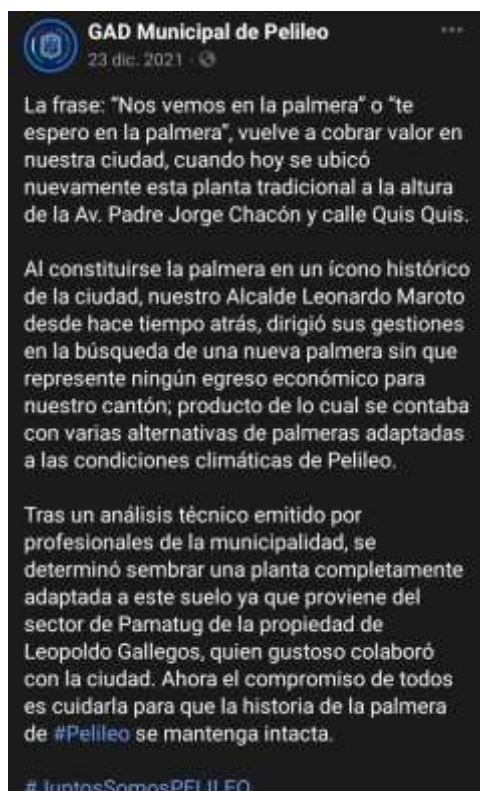 GAD Municipal de Pelileo
23 dic. 2021
La frase: "Nos vemos en la palmera" o "te
espero en la palmera", vuelve a cobrar valor en
nuestra ciudad, cuando hoy se ubicó
nuevamente esta planta tradicional a la altura
de la Av. Padre Jorge Chacón y calle Quis Quis.
Al constituirse la palmera en un ícono histórico
de la ciudad, nuestro Alcalde Leonardo Maroto
desde hace tiempo atrás, dirigió sus gestiones
en la búsqueda de una nueva palmera sin que
represente ningún egreso económico para
nuestro cantón; producto de lo cual se contaba
con varias alternativas de palmeras adaptadas
a las condiciones climáticas de Pelileo.
Tras un análisis técnico emitido por
profesionales de la municipalidad, se
determinó sembrar una planta completamente
adaptada a este suelo ya que proviene del
sector de Pamatug de la propiedad de
Leopoldo Gallegos, quien gustoso colaboró
con la ciudad. Ahora el compromiso de todos
es cuidarla para que la historia de la palmera
de #Pelileo se mantenga intacta.
#JuntosSomosPELILEO